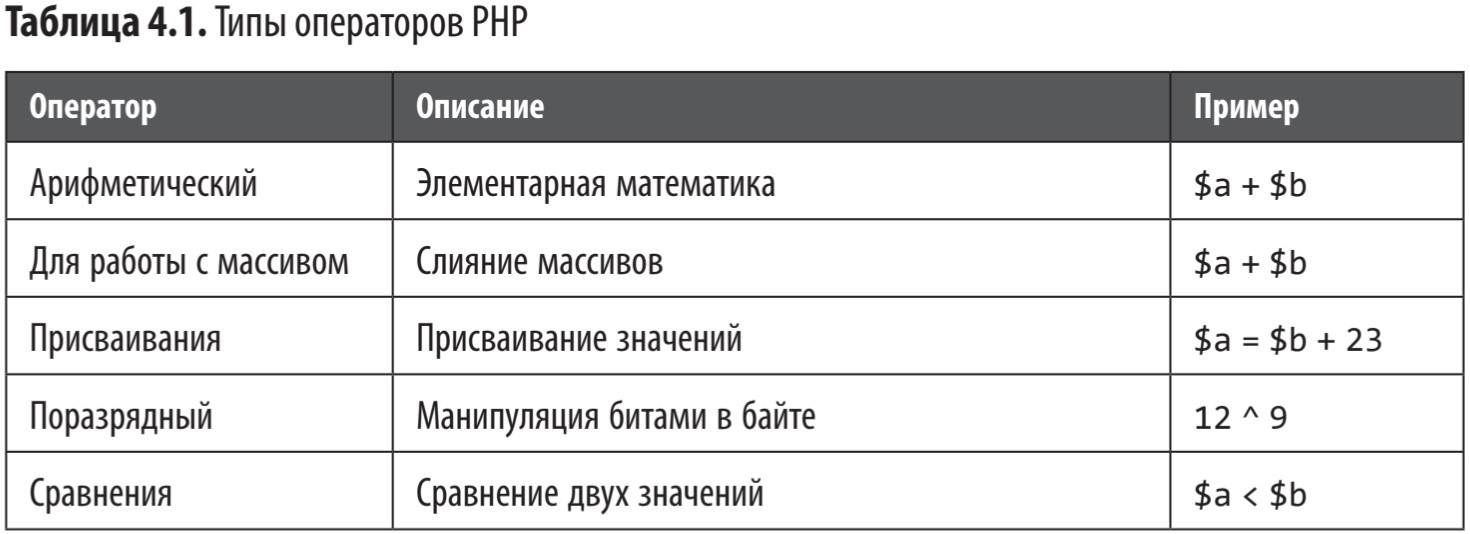 Таблица 4.1. Типы операторов PHP
Оператор Описание Пример
Арифметический Элементарная математика $a + $b
Для работы с массивом Слияние массивов $a + $b
Присваивания Присваивание значений $a = $b + 23
Поразрядный Манипуляция битами в байте 12 ^ 9
Сравнения Сравнение двух значений $a < $b